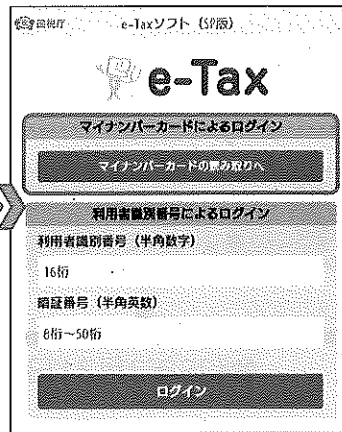 国税庁
e-Taxソフト（SP版）
e-Tax
マイナンバーカードによるログイン
マイナンバーカードの読み取りへ
利用者識別番号によるログイン
利用者識別番号（半角数字）
16桁
暗証番号（半角英数）
8桁～50桁
ログイン